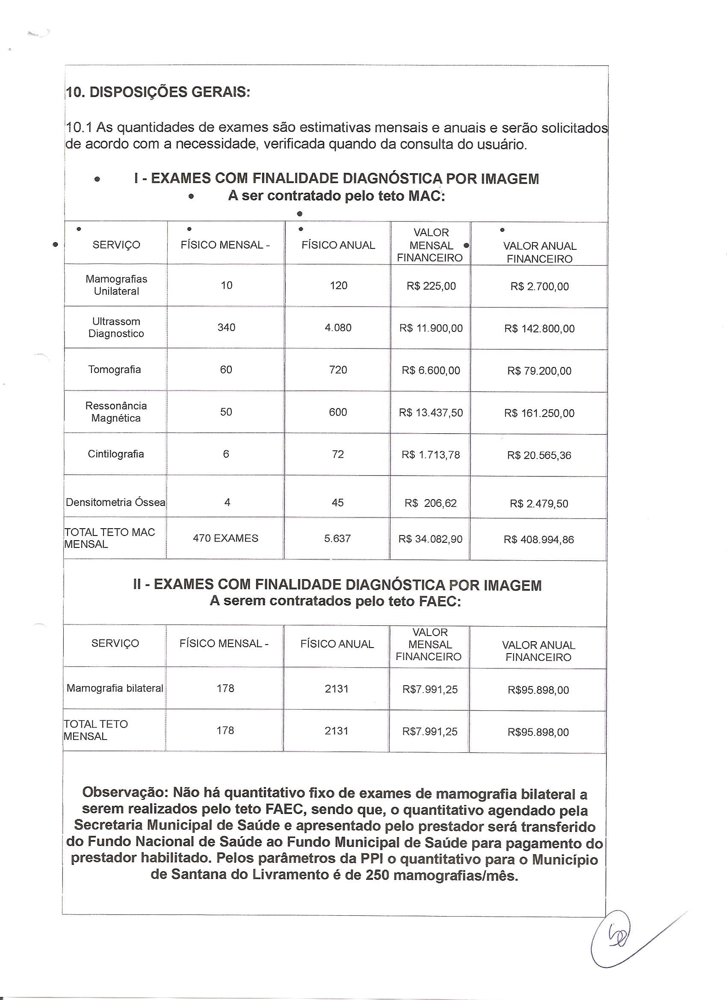 10. DISPOSIÇÕES GERAIS:
10.1 As quantidades de exames são estimativas mensais e anuais e serão solicitados
de acordo com a necessidade, verificada quando da consulta do usuário.
• I - EXAMES COM FINALIDADE DIAGNÓSTICA POR IMAGEM
• A ser contratado pelo teto MAC:
•
• SERVIÇO • FÍSICO MENSAL - • FÍSICO ANUAL VALOR MENSAL FINANCEIRO • VALOR ANUAL FINANCEIRO
Mamografias Unilateral 10 120 R$ 225,00 R$ 2.700,00
Ultrassom Diagnostico 340 4.080 R$ 11.900,00 R$ 142.800,00
Tomografia 60 720 R$ 6.600,00 R$ 79.200,00
Ressonância Magnética 50 600 R$ 13.437,50 R$ 161.250,00
Cintilografia 6 72 R$ 1.713,78 R$ 20.565,36
Densitometria Óssea 4 45 R$ 206,62 R$ 2.479,50
TOTAL TETO MAC MENSAL 470 EXAMES 5.637 R$ 34.082,90 R$ 408.994,86
II - EXAMES COM FINALIDADE DIAGNÓSTICA POR IMAGEM
A serem contratados pelo teto FAEC:
SERVIÇO FÍSICO MENSAL - FÍSICO ANUAL VALOR MENSAL FINANCEIRO VALOR ANUAL FINANCEIRO
Mamografia bilateral 178 2131 R$7.991,25 R$95.898,00
TOTAL TETO MENSAL 178 2131 R$7.991,25 R$95.898,00
Observação: Não há quantitativo fixo de exames de mamografia bilateral a
serem realizados pelo teto FAEC, sendo que, o quantitativo agendado pela
Secretaria Municipal de Saúde e apresentado pelo prestador será transferido
do Fundo Nacional de Saúde ao Fundo Municipal de Saúde para pagamento do
prestador habilitado. Pelos parâmetros da PPI o quantitativo para o Município
de Santana do Livramento é de 250 mamografias/mês.